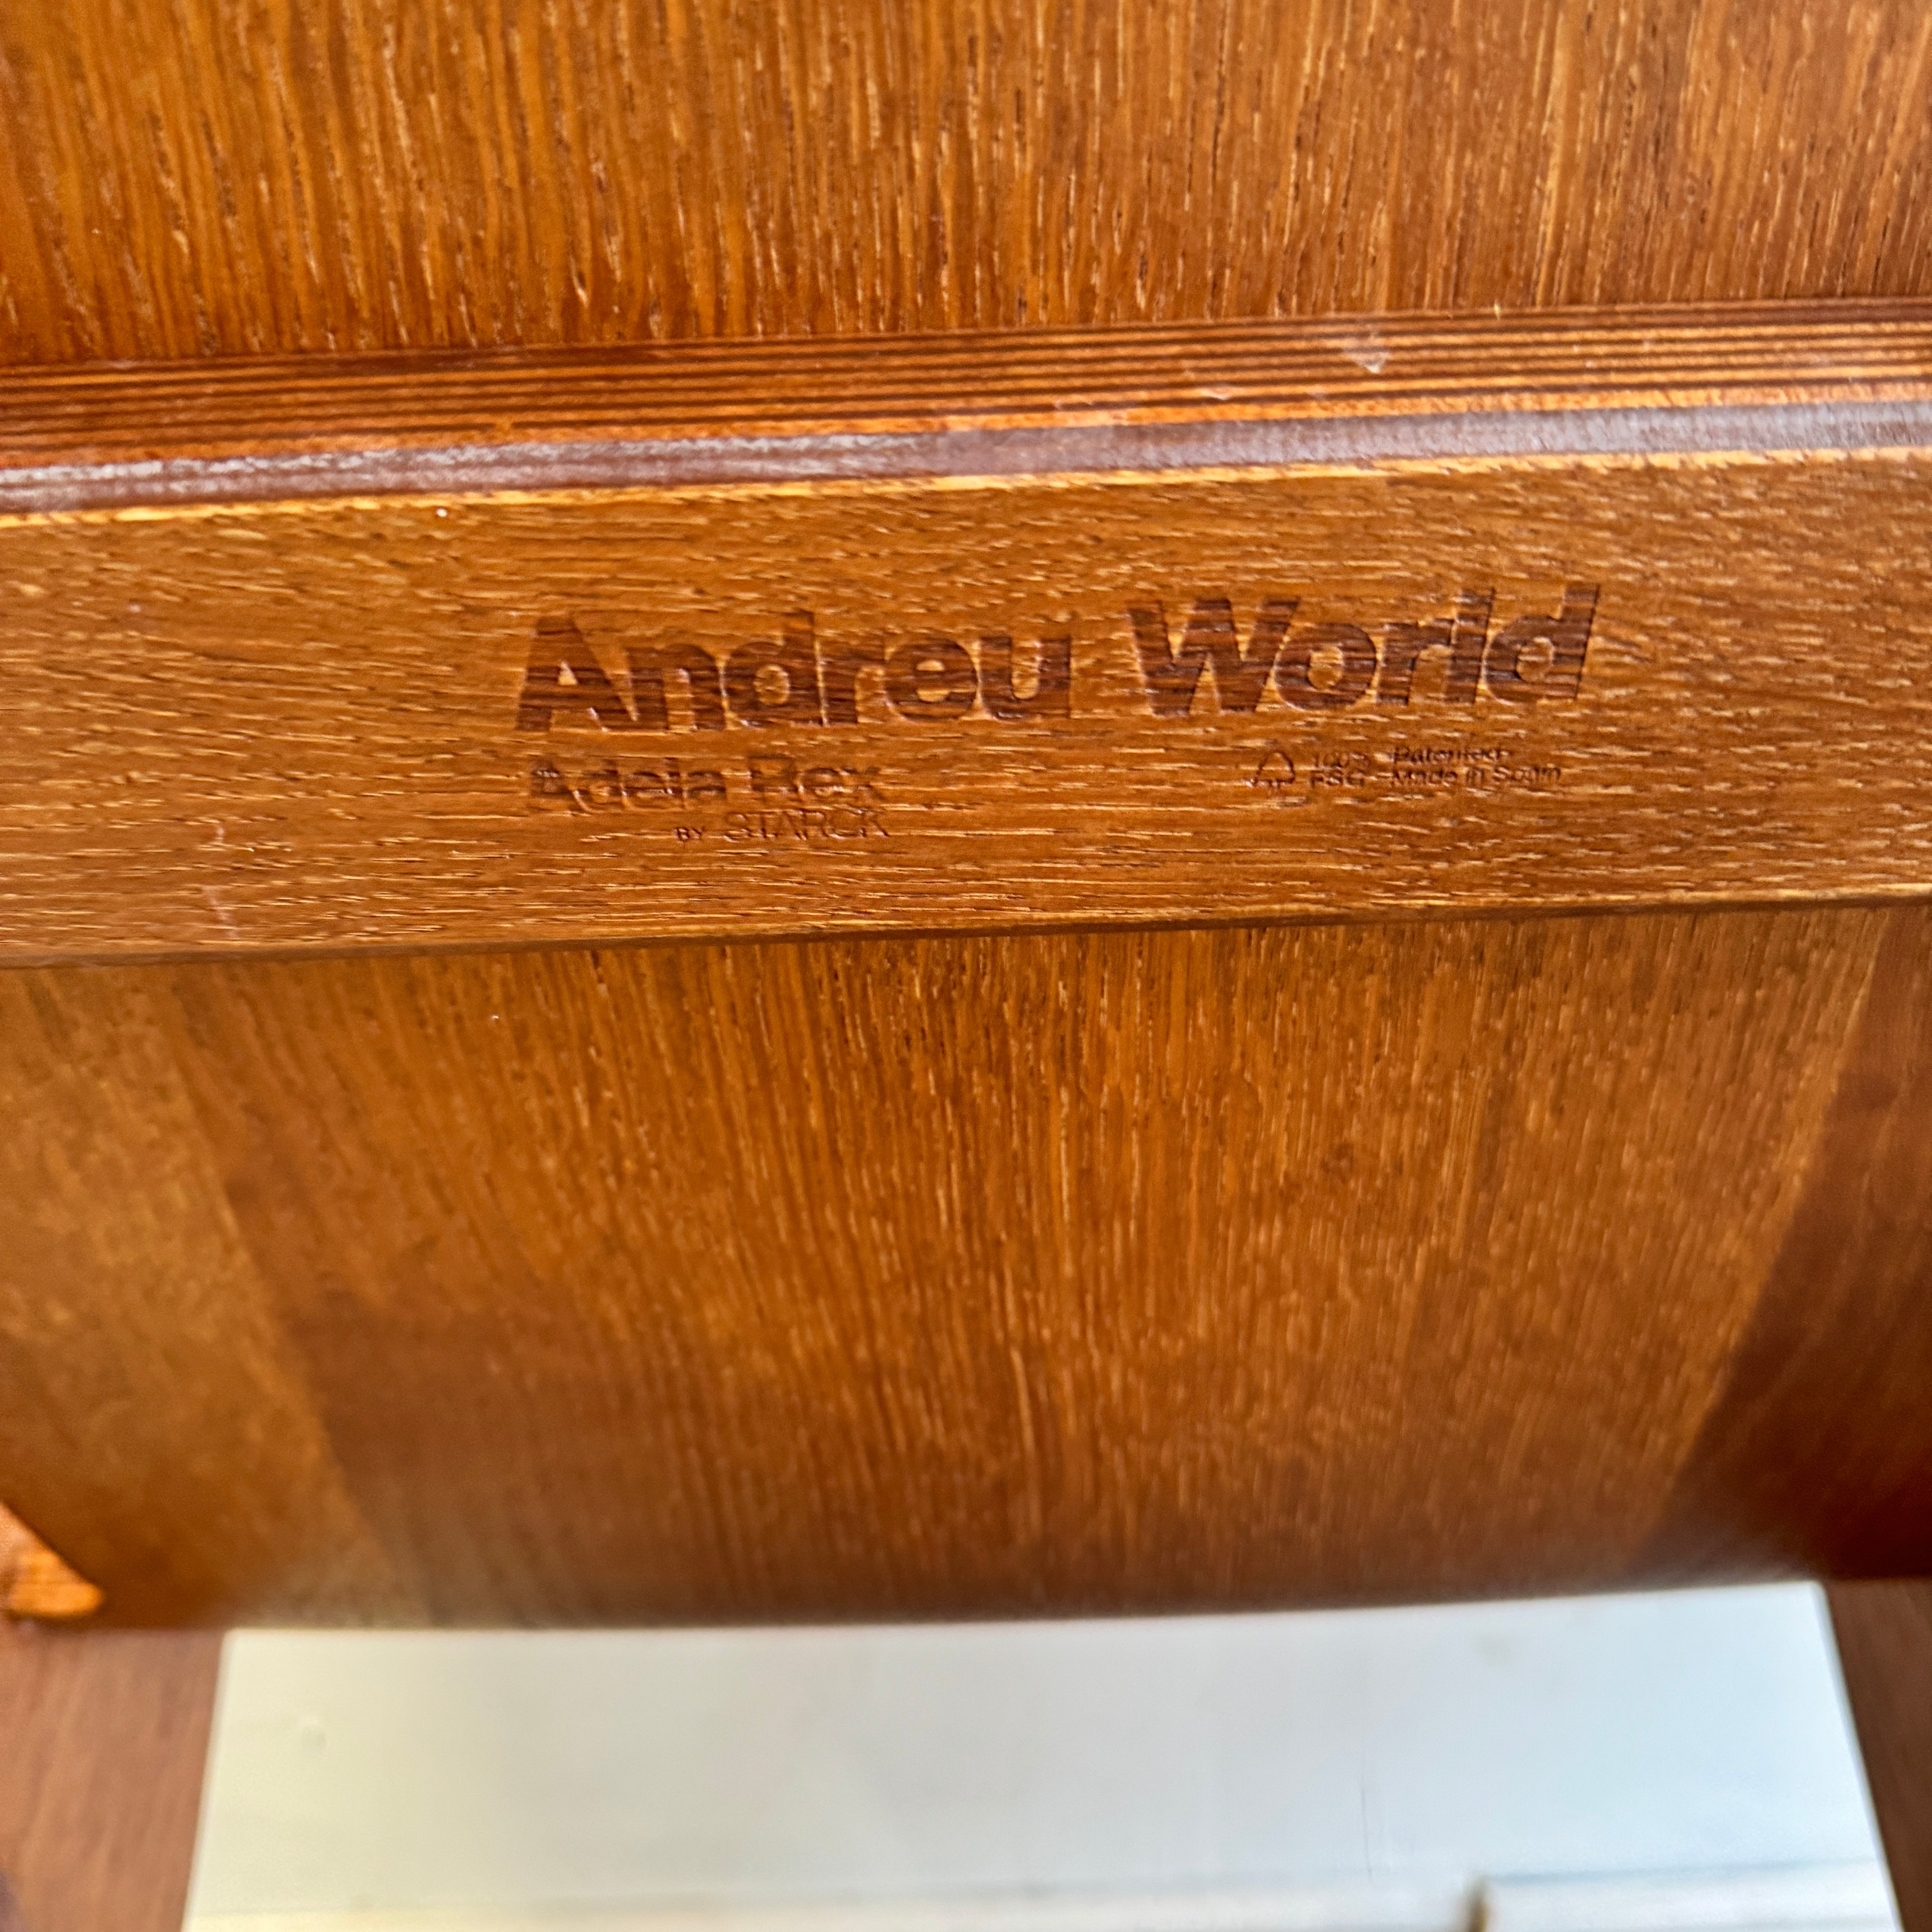 Andreu World
Adela Rex
BY STARCK
100%
FSC
Patented
Made in Spain